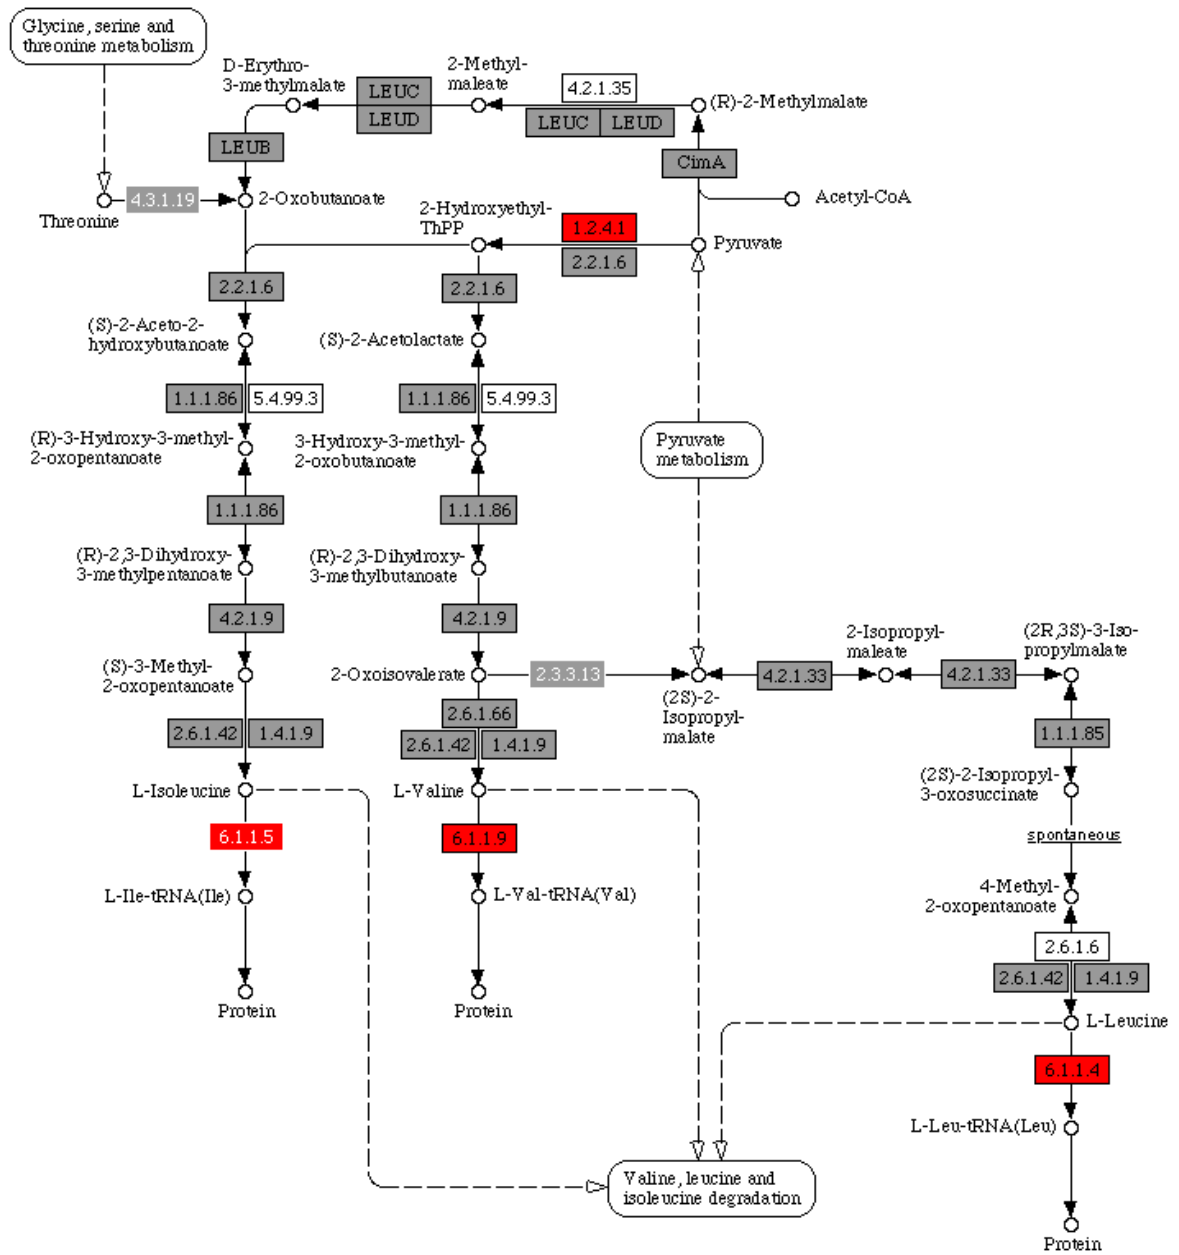 Glycine, serine and
threonine metabolism
D-Erythro-
3-methylmalate
LEUC
LEUD
2-Methyl-
maleate
4.2.1.35
LEUC
LEUD
(R)-2-Methylmalate
LEUB
CimA
Threonine
4.3.1.19
2-Oxobutanoate
Acetyl-CoA
2-Hydroxyethyl-
ThPP
1.2.4.1
2.2.1.6
Pyruvate
2.2.1.6
2.2.1.6
(S)-2-Aceto-2-
hydroxybutanoate
(S)-2-Acetolactate
1.1.1.86
5.4.99.3
1.1.1.86
5.4.99.3
(R)-3-Hydroxy-3-methyl-
2-oxopentanoate
3-Hydroxy-3-methyl-
2-oxobutanoate
Pyruvate
metabolism
1.1.1.86
1.1.1.86
(R)-2,3-Dihydroxy-
3-methylpentanoate
(R)-2,3-Dihydroxy-
3-methylbutanoate
4.2.1.9
4.2.1.9
(S)-3-Methyl-
2-oxopentanoate
2-Oxoisovalerate
2.3.3.13
(2S)-2-
Isopropyl-
malate
4.2.1.33
2-Isopropyl-
maleate
4.2.1.33
(2R,3S)-3-Iso-
propylmalate
2.6.1.42
1.4.1.9
2.6.1.66
2.6.1.42
1.4.1.9
1.1.1.85
L-Isoleucine
L-Valine
(2S)-2-Isopropyl-
3-oxosuccinate
6.1.1.5
6.1.1.9
spontaneous
L-Ile-tRNA(Ile)
L-Val-tRNA(Val)
4-Methyl-
2-oxopentanoate
2.6.1.6
2.6.1.42
1.4.1.9
Protein
Protein
L-Leucine
6.1.1.4
L-Leu-tRNA(Leu)
Valine, leucine and
isoleucine degradation
Protein